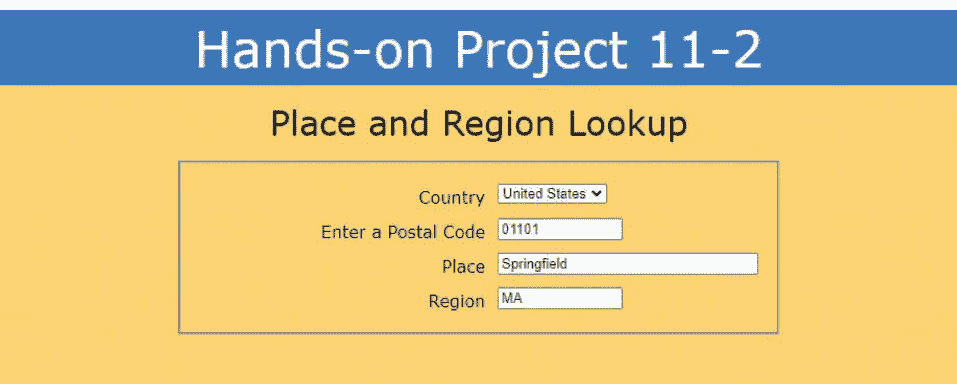 Hands-on Project 11-2
Place and Region Lookup
Country United States
Enter a Postal Code 01101
Place Springfield
Region MA